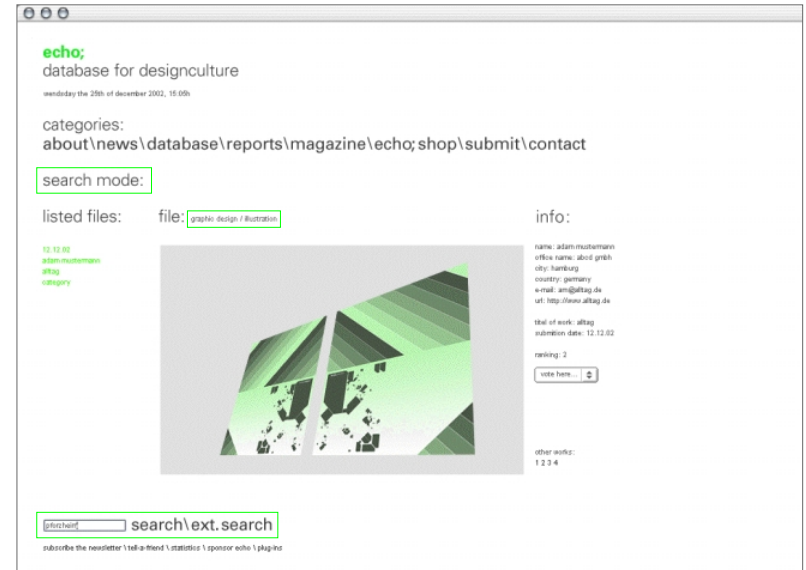 echo;
database for designculture
wendsday the 25th of december 2002, 15:05h
categories:
about\news\database\reports\magazine\echo;shop\submit\contact
search mode:
listed files:
file: graphic design / illustration
info:
12.12.02
adam mustermann
alltag
category
name: adam mustermann
office name: abcd gmbh
city: hamburg
country: germany
e-mail: am@alltag.de
url: http://www.alltag.de
titel of work: alltag
submition date: 12.12.02
ranking: 2
vote here...
other works:
1 2 3 4
pforzheim
search\ext.search
subscribe the newsletter \ tell-a-friend \ statistics \ sponsor echo \ plug-ins